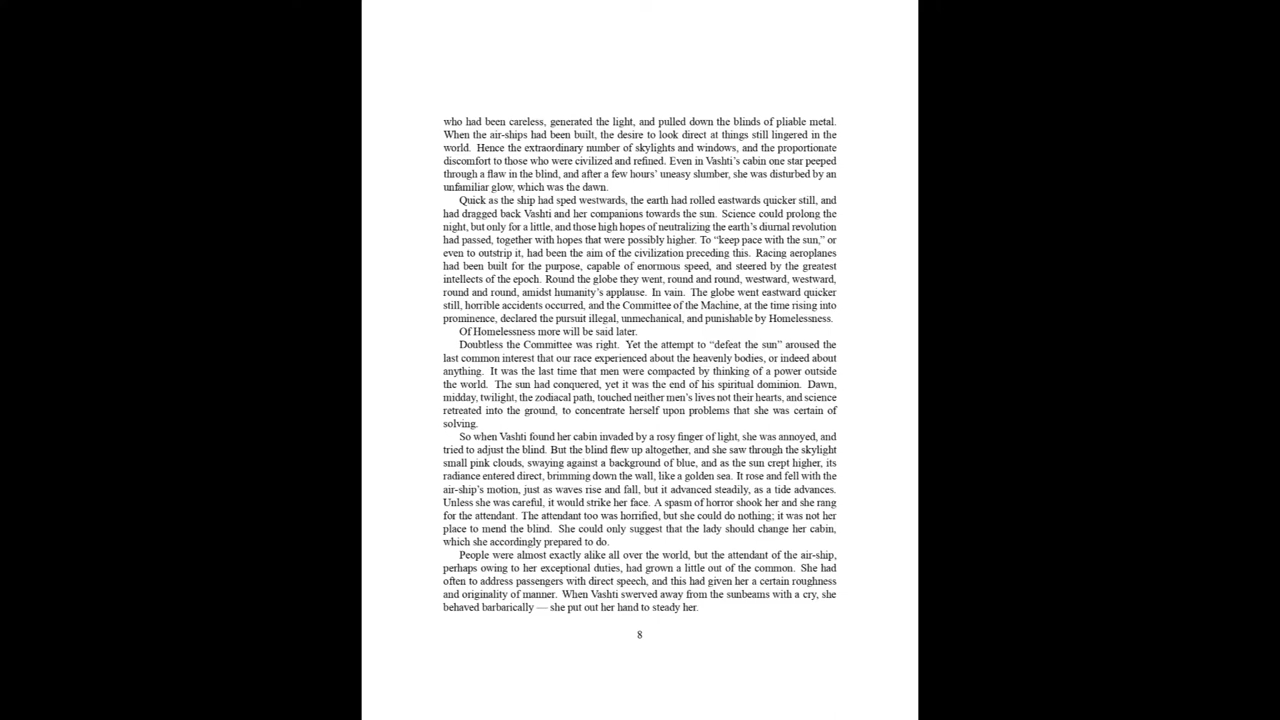 who had been careless, generated the light, and pulled down the blinds of pliable metal.
When the air-ships had been built, the desire to look direct at things still lingered in the
world. Hence the extraordinary number of skylights and windows, and the proportionate
discomfort to those who were civilized and refined. Even in Vashti’s cabin one star peeped
through a flaw in the blind, and after a few hours’ uneasy slumber, she was disturbed by an
unfamiliar glow, which was the dawn.
Quick as the ship had sped westwards, the earth had rolled eastwards quicker still, and
had dragged back Vashti and her companions towards the sun. Science could prolong the
night, but only for a little, and those high hopes of neutralizing the earth’s diurnal revolution
had passed, together with hopes that were possibly higher. To “keep pace with the sun,” or
even to outstrip it, had been the aim of the civilization preceding this. Racing aeroplanes
had been built for the purpose, capable of enormous speed, and steered by the greatest
intellects of the epoch. Round the globe they went, round and round, westward, westward,
round and round, amidst humanity’s applause. In vain. The globe went eastward quicker
still, horrible accidents occurred, and the Committee of the Machine, at the time rising into
prominence, declared the pursuit illegal, unmechanical, and punishable by Homelessness.
Of Homelessness more will be said later.
Doubtless the Committee was right. Yet the attempt to “defeat the sun” aroused the
last common interest that our race experienced about the heavenly bodies, or indeed about
anything. It was the last time that men were compacted by thinking of a power outside
the world. The sun had conquered, yet it was the end of his spiritual dominion. Dawn,
midday, twilight, the zodiacal path, touched neither men’s lives not their hearts, and science
retreated into the ground, to concentrate herself upon problems that she was certain of
solving.
So when Vashti found her cabin invaded by a rosy finger of light, she was annoyed, and
tried to adjust the blind. But the blind flew up altogether, and she saw through the skylight
small pink clouds, swaying against a background of blue, and as the sun crept higher, its
radiance entered direct, brimming down the wall, like a golden sea. It rose and fell with the
air-ship’s motion, just as waves rise and fall, but it advanced steadily, as a tide advances.
Unless she was careful, it would strike her face. A spasm of horror shook her and she rang
for the attendant. The attendant too was horrified, but she could do nothing; it was not her
place to mend the blind. She could only suggest that the lady should change her cabin,
which she accordingly prepared to do.
People were almost exactly alike all over the world, but the attendant of the air-ship,
perhaps owing to her exceptional duties, had grown a little out of the common. She had
often to address passengers with direct speech, and this had given her a certain roughness
and originality of manner. When Vashti swerved away from the sunbeams with a cry, she
behaved barbarically — she put out her hand to steady her.
8